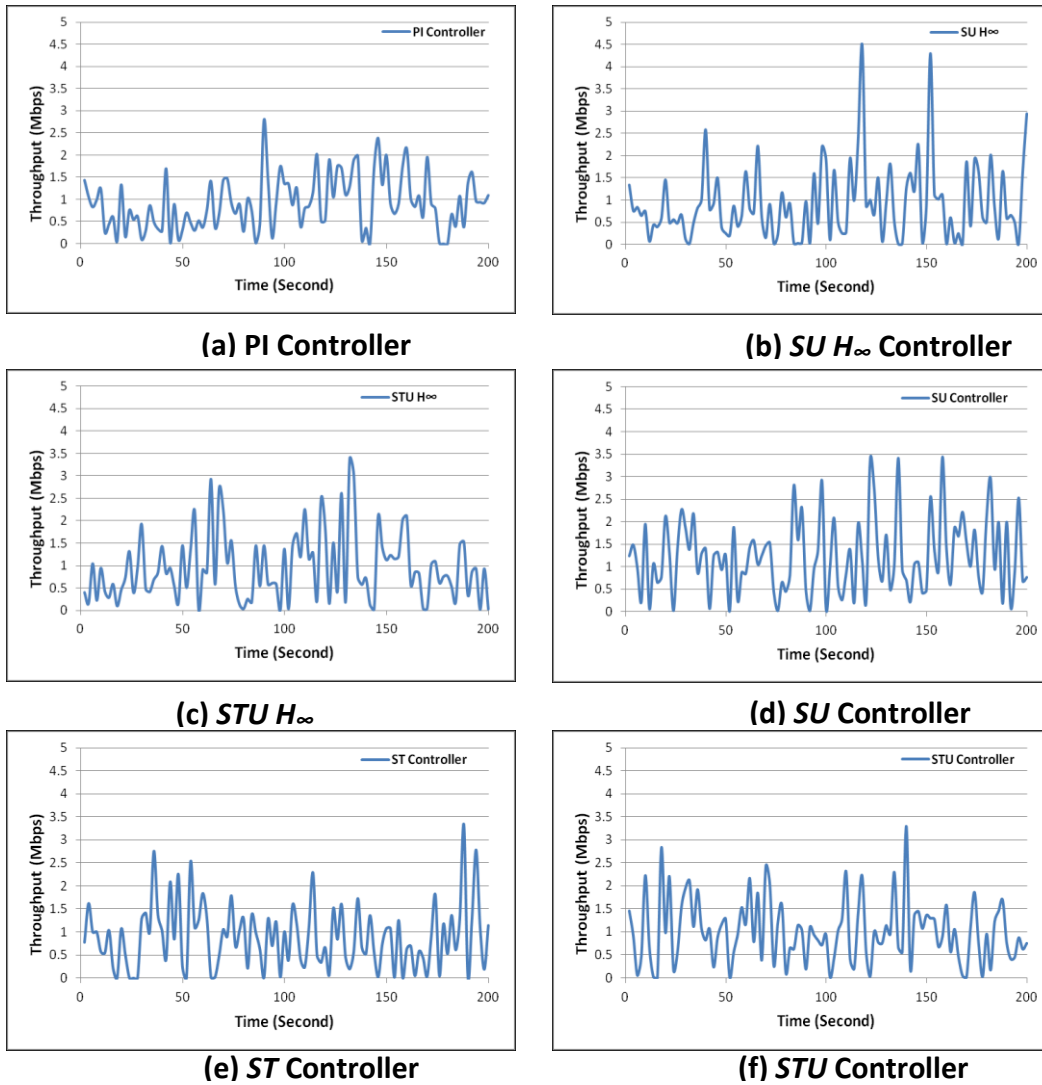 PI Controller
Throughput (Mbps)
5
4.5
4
3.5
3
2.5
2
1.5
1
0.5
0
0 50 100 150 200
Time (Second)
(a) PI Controller
SU H∞
Throughput (Mbps)
5
4.5
4
3.5
3
2.5
2
1.5
1
0.5
0
0 50 100 150 200
Time (Second)
(b) SU H∞ Controller
STU H∞
Throughput (Mbps)
5
4.5
4
3.5
3
2.5
2
1.5
1
0.5
0
0 50 100 150 200
Time (Second)
(c) STU H∞
SU Controller
Throughput (Mbps)
5
4.5
4
3.5
3
2.5
2
1.5
1
0.5
0
0 50 100 150 200
Time (Second)
(d) SU Controller
ST Controller
Throughput (Mbps)
5
4.5
4
3.5
3
2.5
2
1.5
1
0.5
0
0 50 100 150 200
Time (Second)
(e) ST Controller
STU Controller
Throughput (Mbps)
5
4.5
4
3.5
3
2.5
2
1.5
1
0.5
0
0 50 100 150 200
Time (Second)
(f) STU Controller